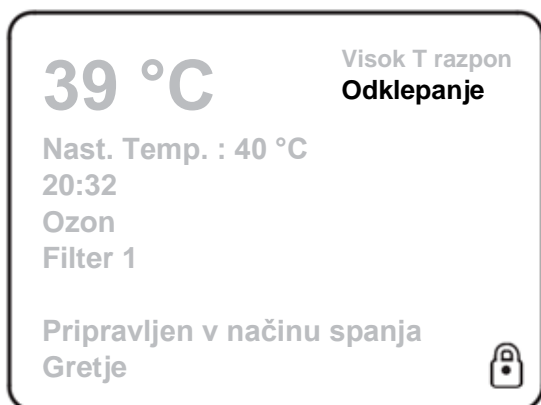 39 °C
Visok T razpon
Odklepanje
Nast. Temp. : 40 °C
20:32
Ozon
Filter 1
Pripravljen v načinu spanja
Gretje